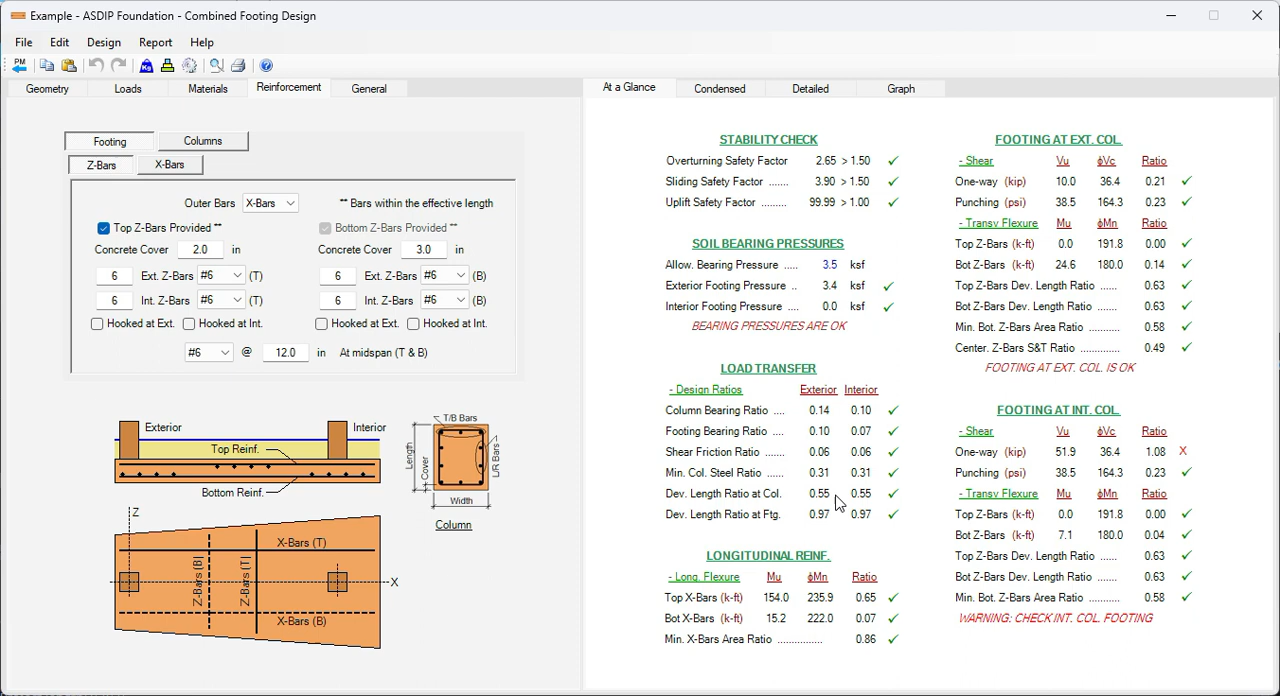 Example - ASDIP Foundation - Combined Footing Design
File Edit Design Report Help
PM Kg
Geometry Loads Materials Reinforcement General
Footing Columns
Z-Bars X-Bars
Outer Bars X-Bars ** Bars within the effective length
Top Z-Bars Provided ** Bottom Z-Bars Provided **
Concrete Cover 2.0 in Concrete Cover 3.0 in
6 Ext. Z-Bars #6 (T) 6 Ext. Z-Bars #6 (B)
6 Int. Z-Bars #6 (T) 6 Int. Z-Bars #6 (B)
Hooked at Ext. Hooked at Int. Hooked at Ext. Hooked at Int.
#6 @ 12.0 in At midspan (T & B)
Exterior Interior
Top Reinf.
Bottom Reinf.
T/B Bars
Length
Cover
L/R Bars
Width
Column
Z
X-Bars (T)
Z-Bars (B)
Z-Bars (T)
X
X-Bars (B)
At a Glance Condensed Detailed Graph
STABILITY CHECK
Overturning Safety Factor 2.65 > 1.50 ✓
Sliding Safety Factor ....... 3.90 > 1.50 ✓
Uplift Safety Factor ......... 99.99 > 1.00 ✓
SOIL BEARING PRESSURES
Allow. Bearing Pressure ..... 3.5 ksf
Exterior Footing Pressure .. 3.4 ksf ✓
Interior Footing Pressure .... 0.0 ksf ✓
BEARING PRESSURES ARE OK
LOAD TRANSFER
- Design Ratios Exterior Interior
Column Bearing Ratio .... 0.14 0.10 ✓
Footing Bearing Ratio .... 0.10 0.07 ✓
Shear Friction Ratio ....... 0.06 0.06 ✓
Min. Col. Steel Ratio ..... 0.31 0.31 ✓
Dev. Length Ratio at Col. 0.55 0.55 ✓
Dev. Length Ratio at Ftg. 0.97 0.97 ✓
LONGITUDINAL REINF.
- Long. Flexure Mu ϕMn Ratio
Top X-Bars (k-ft) 154.0 235.9 0.65 ✓
Bot X-Bars (k-ft) 15.2 222.0 0.07 ✓
Min. X-Bars Area Ratio ................ 0.86 ✓
FOOTING AT EXT. COL.
- Shear Vu ϕVc Ratio
One-way (kip) 10.0 36.4 0.21 ✓
Punching (psi) 38.5 164.3 0.23 ✓
- Transv Flexure Mu ϕMn Ratio
Top Z-Bars (k-ft) 0.0 191.8 0.00 ✓
Bot Z-Bars (k-ft) 24.6 180.0 0.14 ✓
Top Z-Bars Dev. Length Ratio ...... 0.63 ✓
Bot Z-Bars Dev. Length Ratio ...... 0.63 ✓
Min. Bot. Z-Bars Area Ratio ........... 0.58 ✓
Center. Z-Bars S&T Ratio .............. 0.49 ✓
FOOTING AT EXT. COL. IS OK
FOOTING AT INT. COL.
- Shear Vu ϕVc Ratio
One-way (kip) 51.9 36.4 1.08 X
Punching (psi) 38.5 164.3 0.23 ✓
- Transv Flexure Mu ϕMn Ratio
Top Z-Bars (k-ft) 0.0 191.8 0.00 ✓
Bot Z-Bars (k-ft) 7.1 180.0 0.04 ✓
Top Z-Bars Dev. Length Ratio ...... 0.63 ✓
Bot Z-Bars Dev. Length Ratio ...... 0.63 ✓
Min. Bot. Z-Bars Area Ratio ........... 0.58 ✓
WARNING: CHECK INT. COL. FOOTING